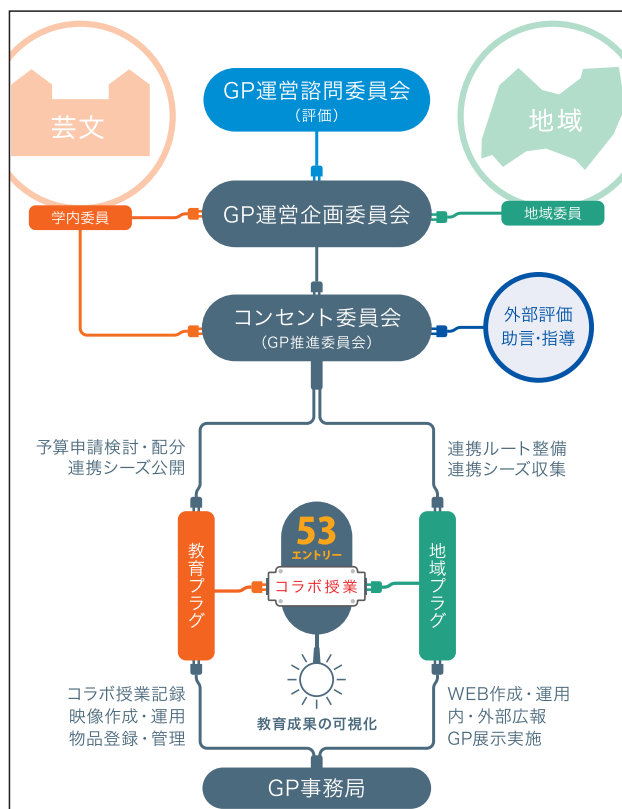 芸文
GP運営諮問委員会
(評価)
地域
学内委員
GP運営企画委員会
地域委員
コンセント委員会
(GP推進委員会)
外部評価
助言・指導
予算申請検討・配分
連携シーズ公開
連携ルート整備
連携シーズ収集
教育プラグ
53
エントリー
コラボ授業
地域プラグ
教育成果の可視化
コラボ授業記録
映像作成・運用
物品登録・管理
WEB作成・運用
内・外部広報
GP展示実施
GP事務局